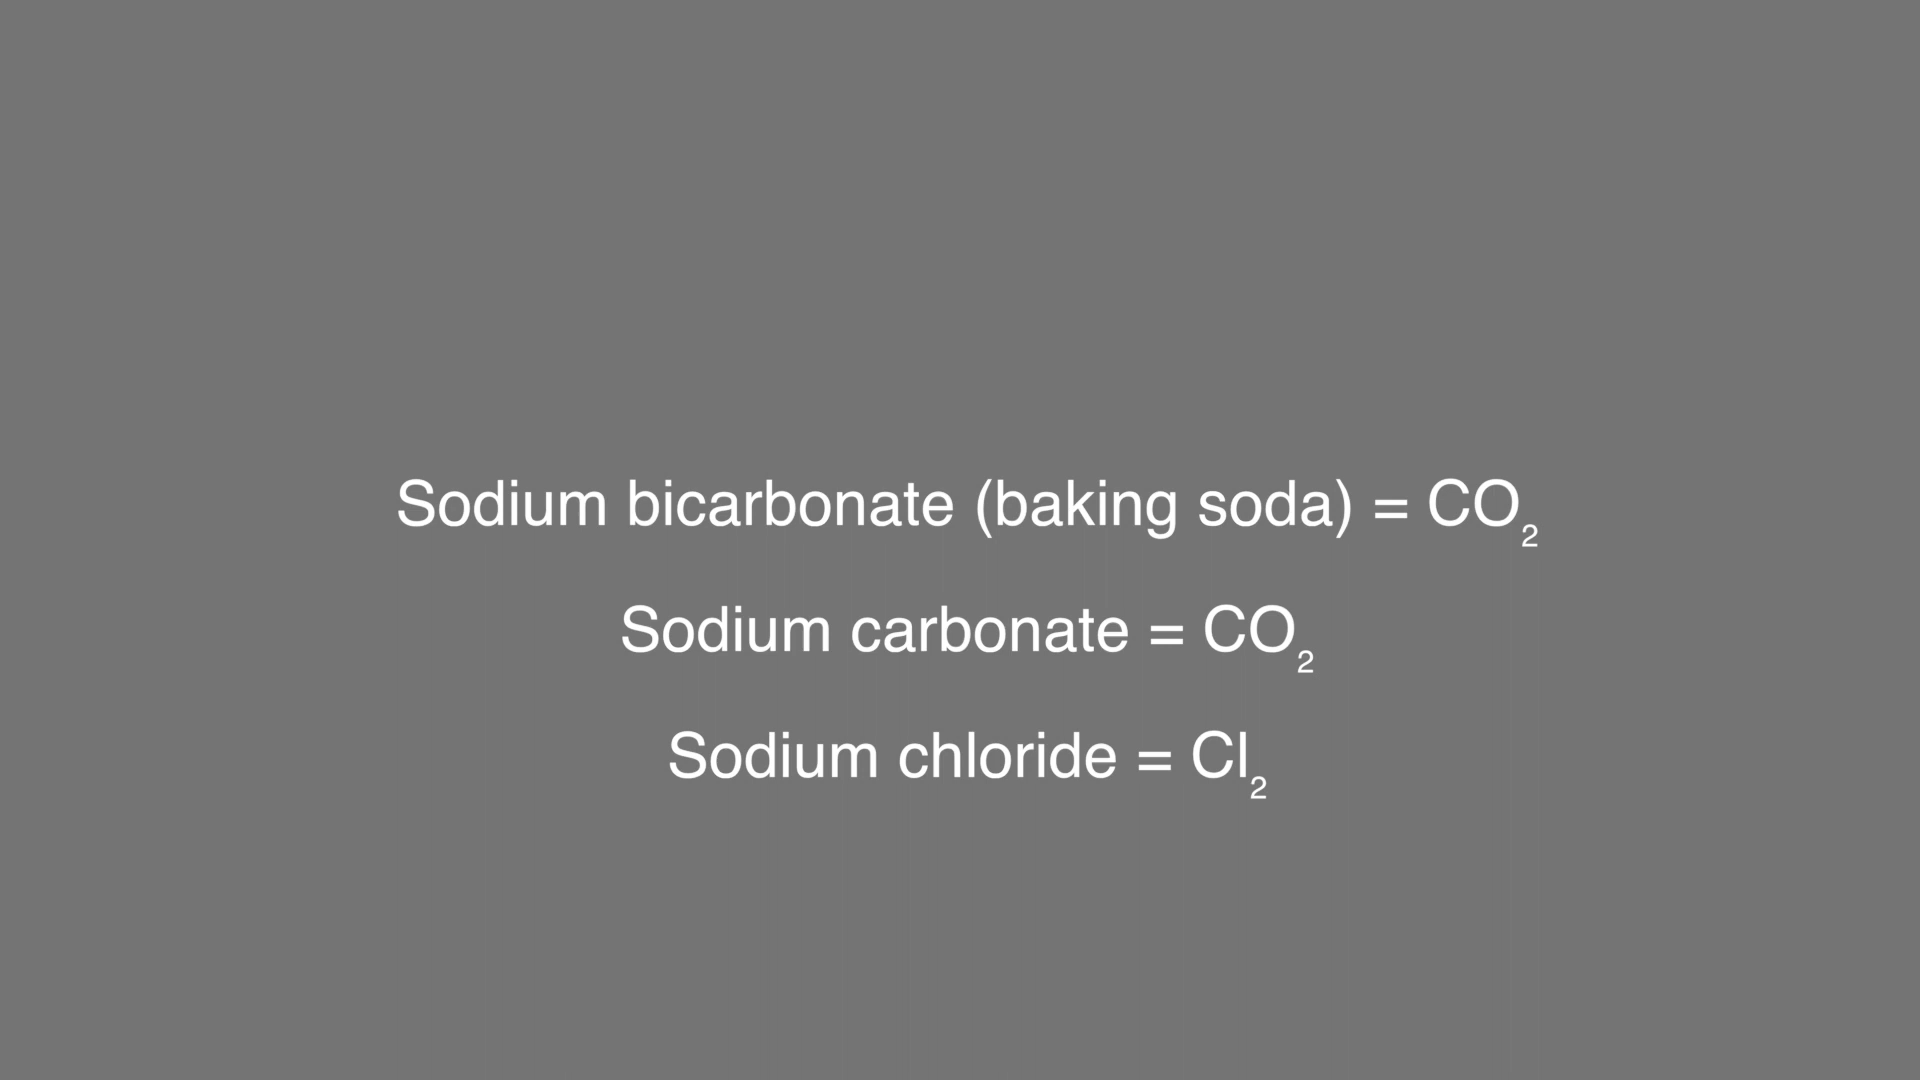 Sodium bicarbonate (baking soda) = CO₂
Sodium carbonate = CO₂
Sodium chloride = Cl₂